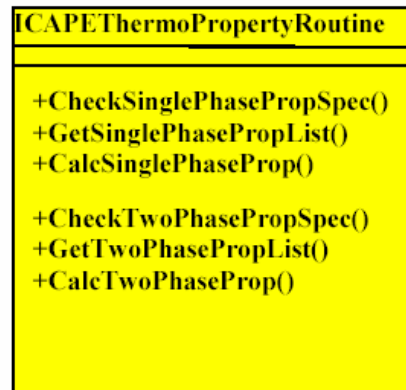 ICAPEThermoPropertyRoutine
+CheckSinglePhasePropSpec()
+GetSinglePhasePropList()
+CalcSinglePhaseProp()
+CheckTwoPhasePropSpec()
+GetTwoPhasePropList()
+CalcTwoPhaseProp()